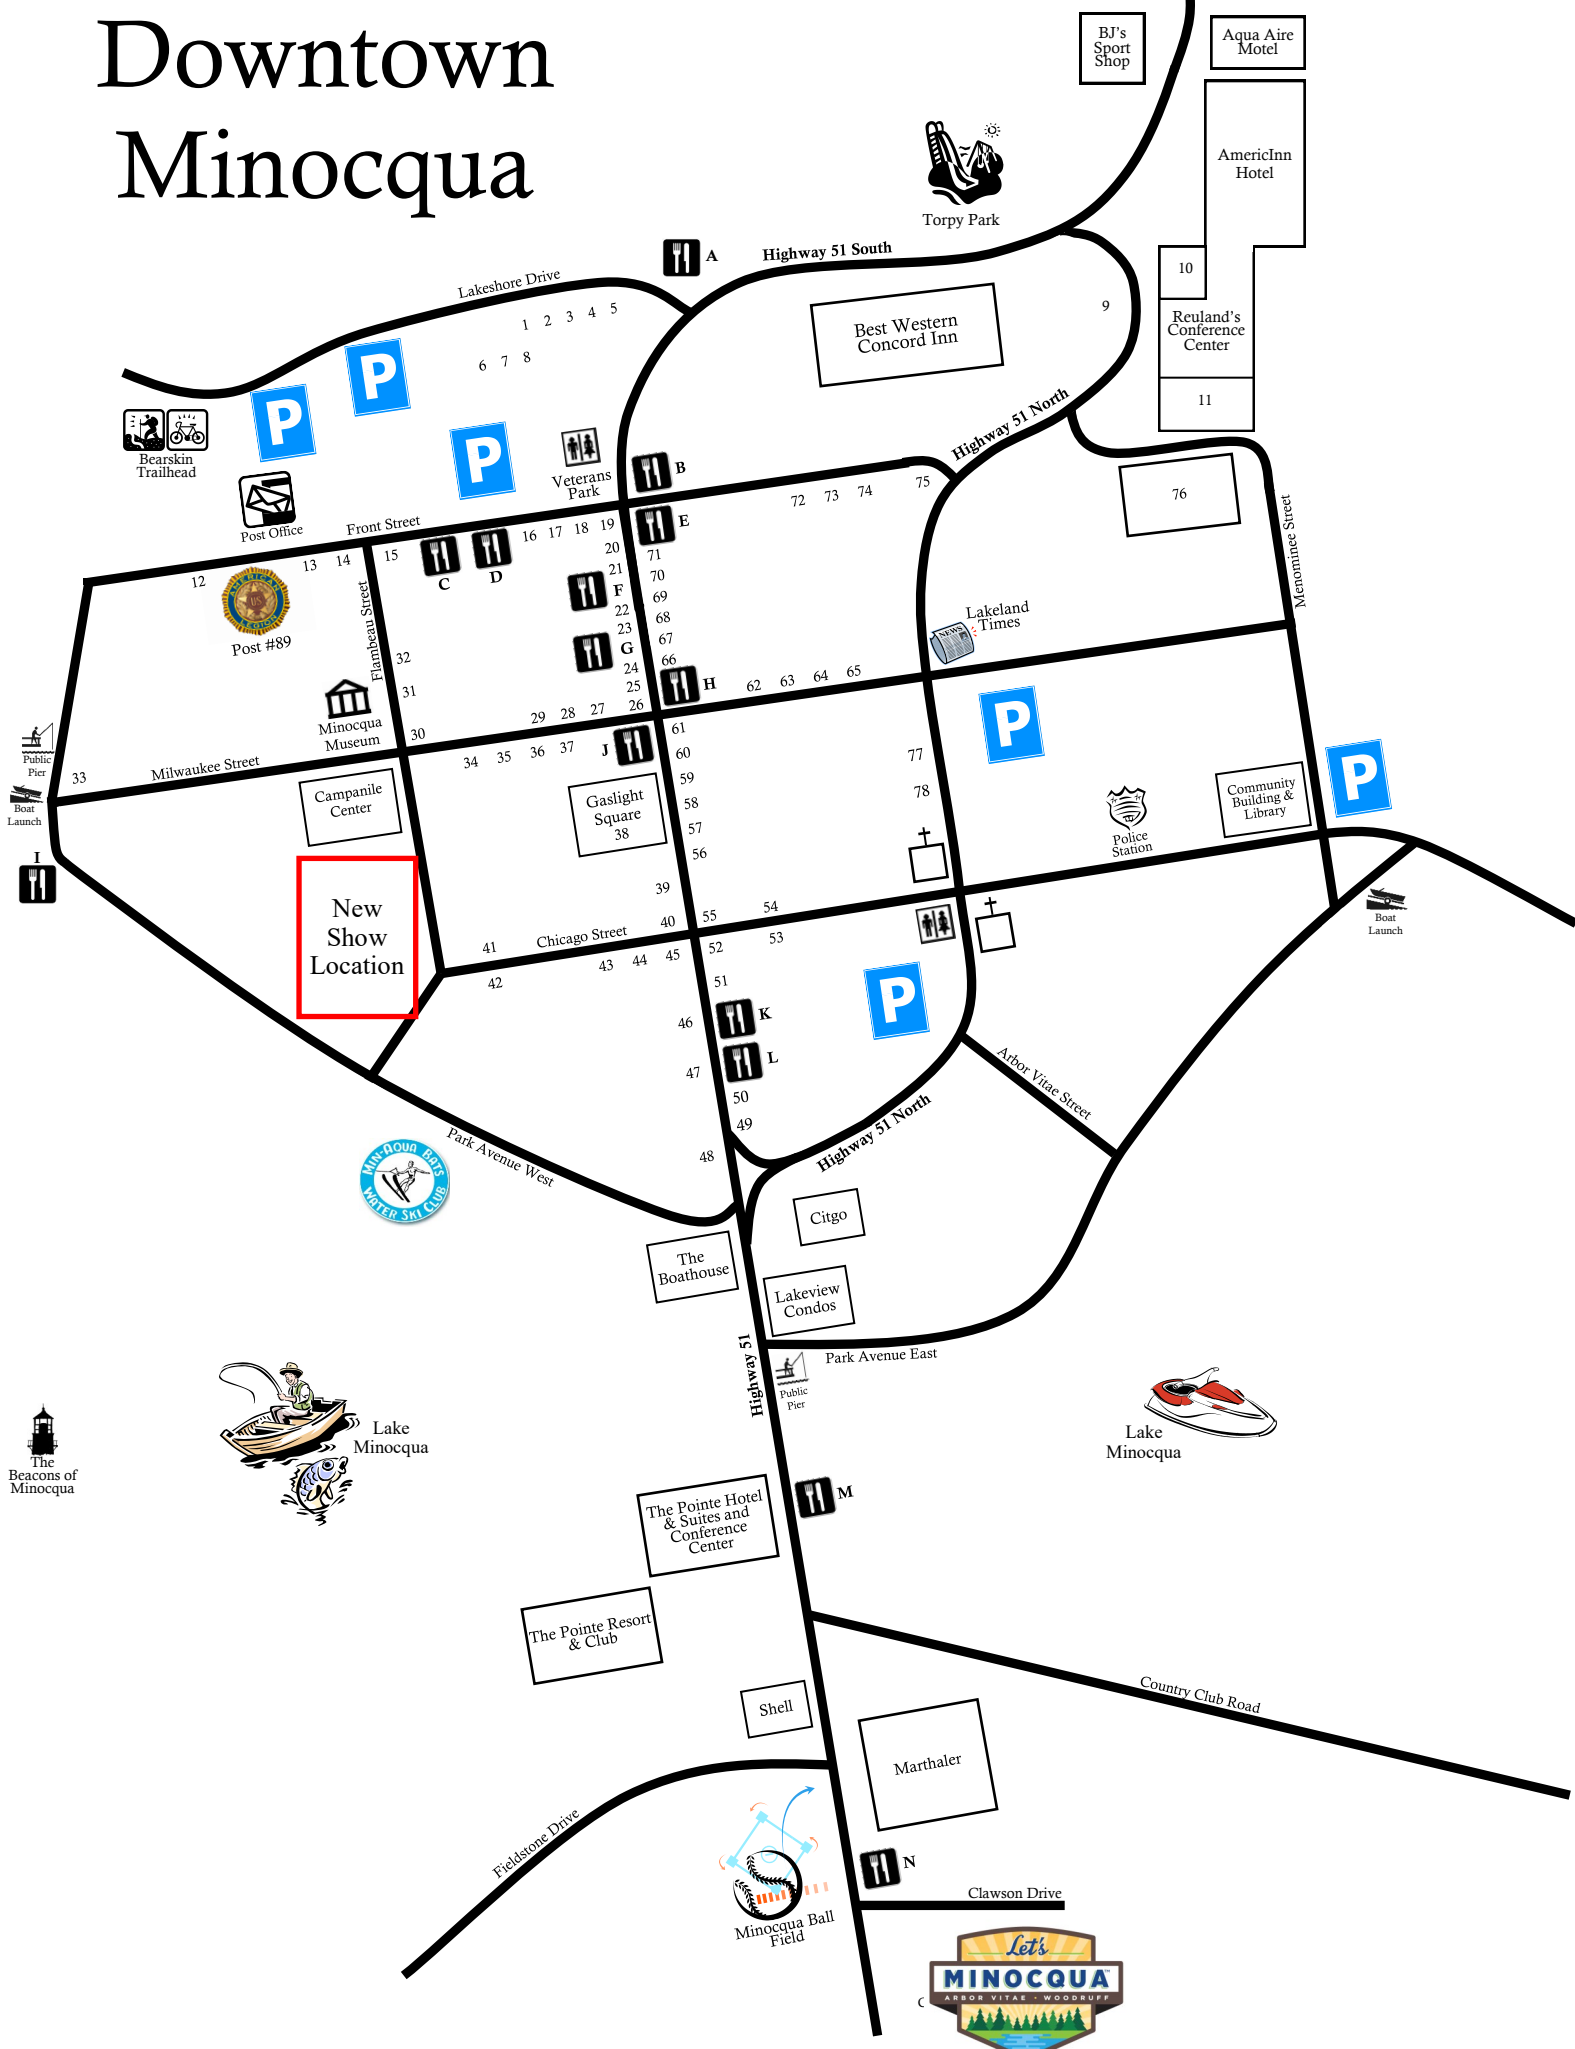 Downtown
Minocqua
BJ's
Sport
Shop
Aqua Aire
Motel
AmericInn
Hotel
Torpy Park
A
Highway 51 South
10
Lakeshore Drive
1
2
3
4
5
6
7
8
9
Best Western
Concord Inn
Reuland's
Conference
Center
11
P
P
P
Highway 51 North
Bearskin
Trailhead
Veterans
Park
B
Post Office
Front Street
72
73
74
75
76
Menominee Street
12
13
14
15
C
D
16
17
18
19
E
20
71
21
70
F
69
22
68
23
67
G
66
24
25
H
26
AMERICAN
U.S.
LEGION
Post #89
Flambeau Street
32
31
30
29
28
27
62
63
64
65
NEWS
Lakeland
Times
Minocqua
Museum
Public
Pier
33
Milwaukee Street
34
35
36
37
J
61
60
59
58
57
56
77
78
P
P
Boat
Launch
Campanile
Center
Gaslight
Square
38
Police
Station
Community
Building &
Library
I
New
Show
Location
39
40
55
54
41
Chicago Street
42
43
44
45
52
53
51
Boat
Launch
P
46
K
47
L
50
49
48
Arbor Vitae Street
Highway 51 North
Park Avenue West
MIN-AQUA BATS
WATER SKI CLUB
Citgo
The
Boathouse
Lakeview
Condos
Highway 51
Park Avenue East
Public
Pier
The
Beacons of
Minocqua
Lake
Minocqua
Lake
Minocqua
The Pointe Hotel
& Suites and
Conference
Center
M
The Pointe Resort
& Club
Shell
Country Club Road
Marthaler
Fieldstone Drive
N
Minocqua Ball
Field
Clawson Drive
Let's
MINOCQUA
ARBOR VITAE • WOODRUFF